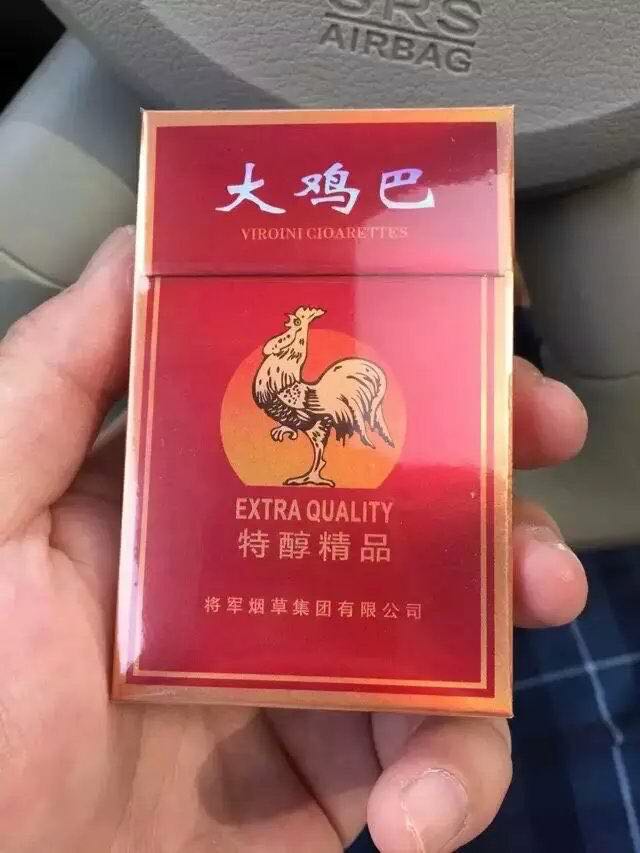 SRS
AIRBAG
大鸡巴
VIROINI CIOARETTES
EXTRA QUALITY
特醇精品
将军烟草集团有限公司